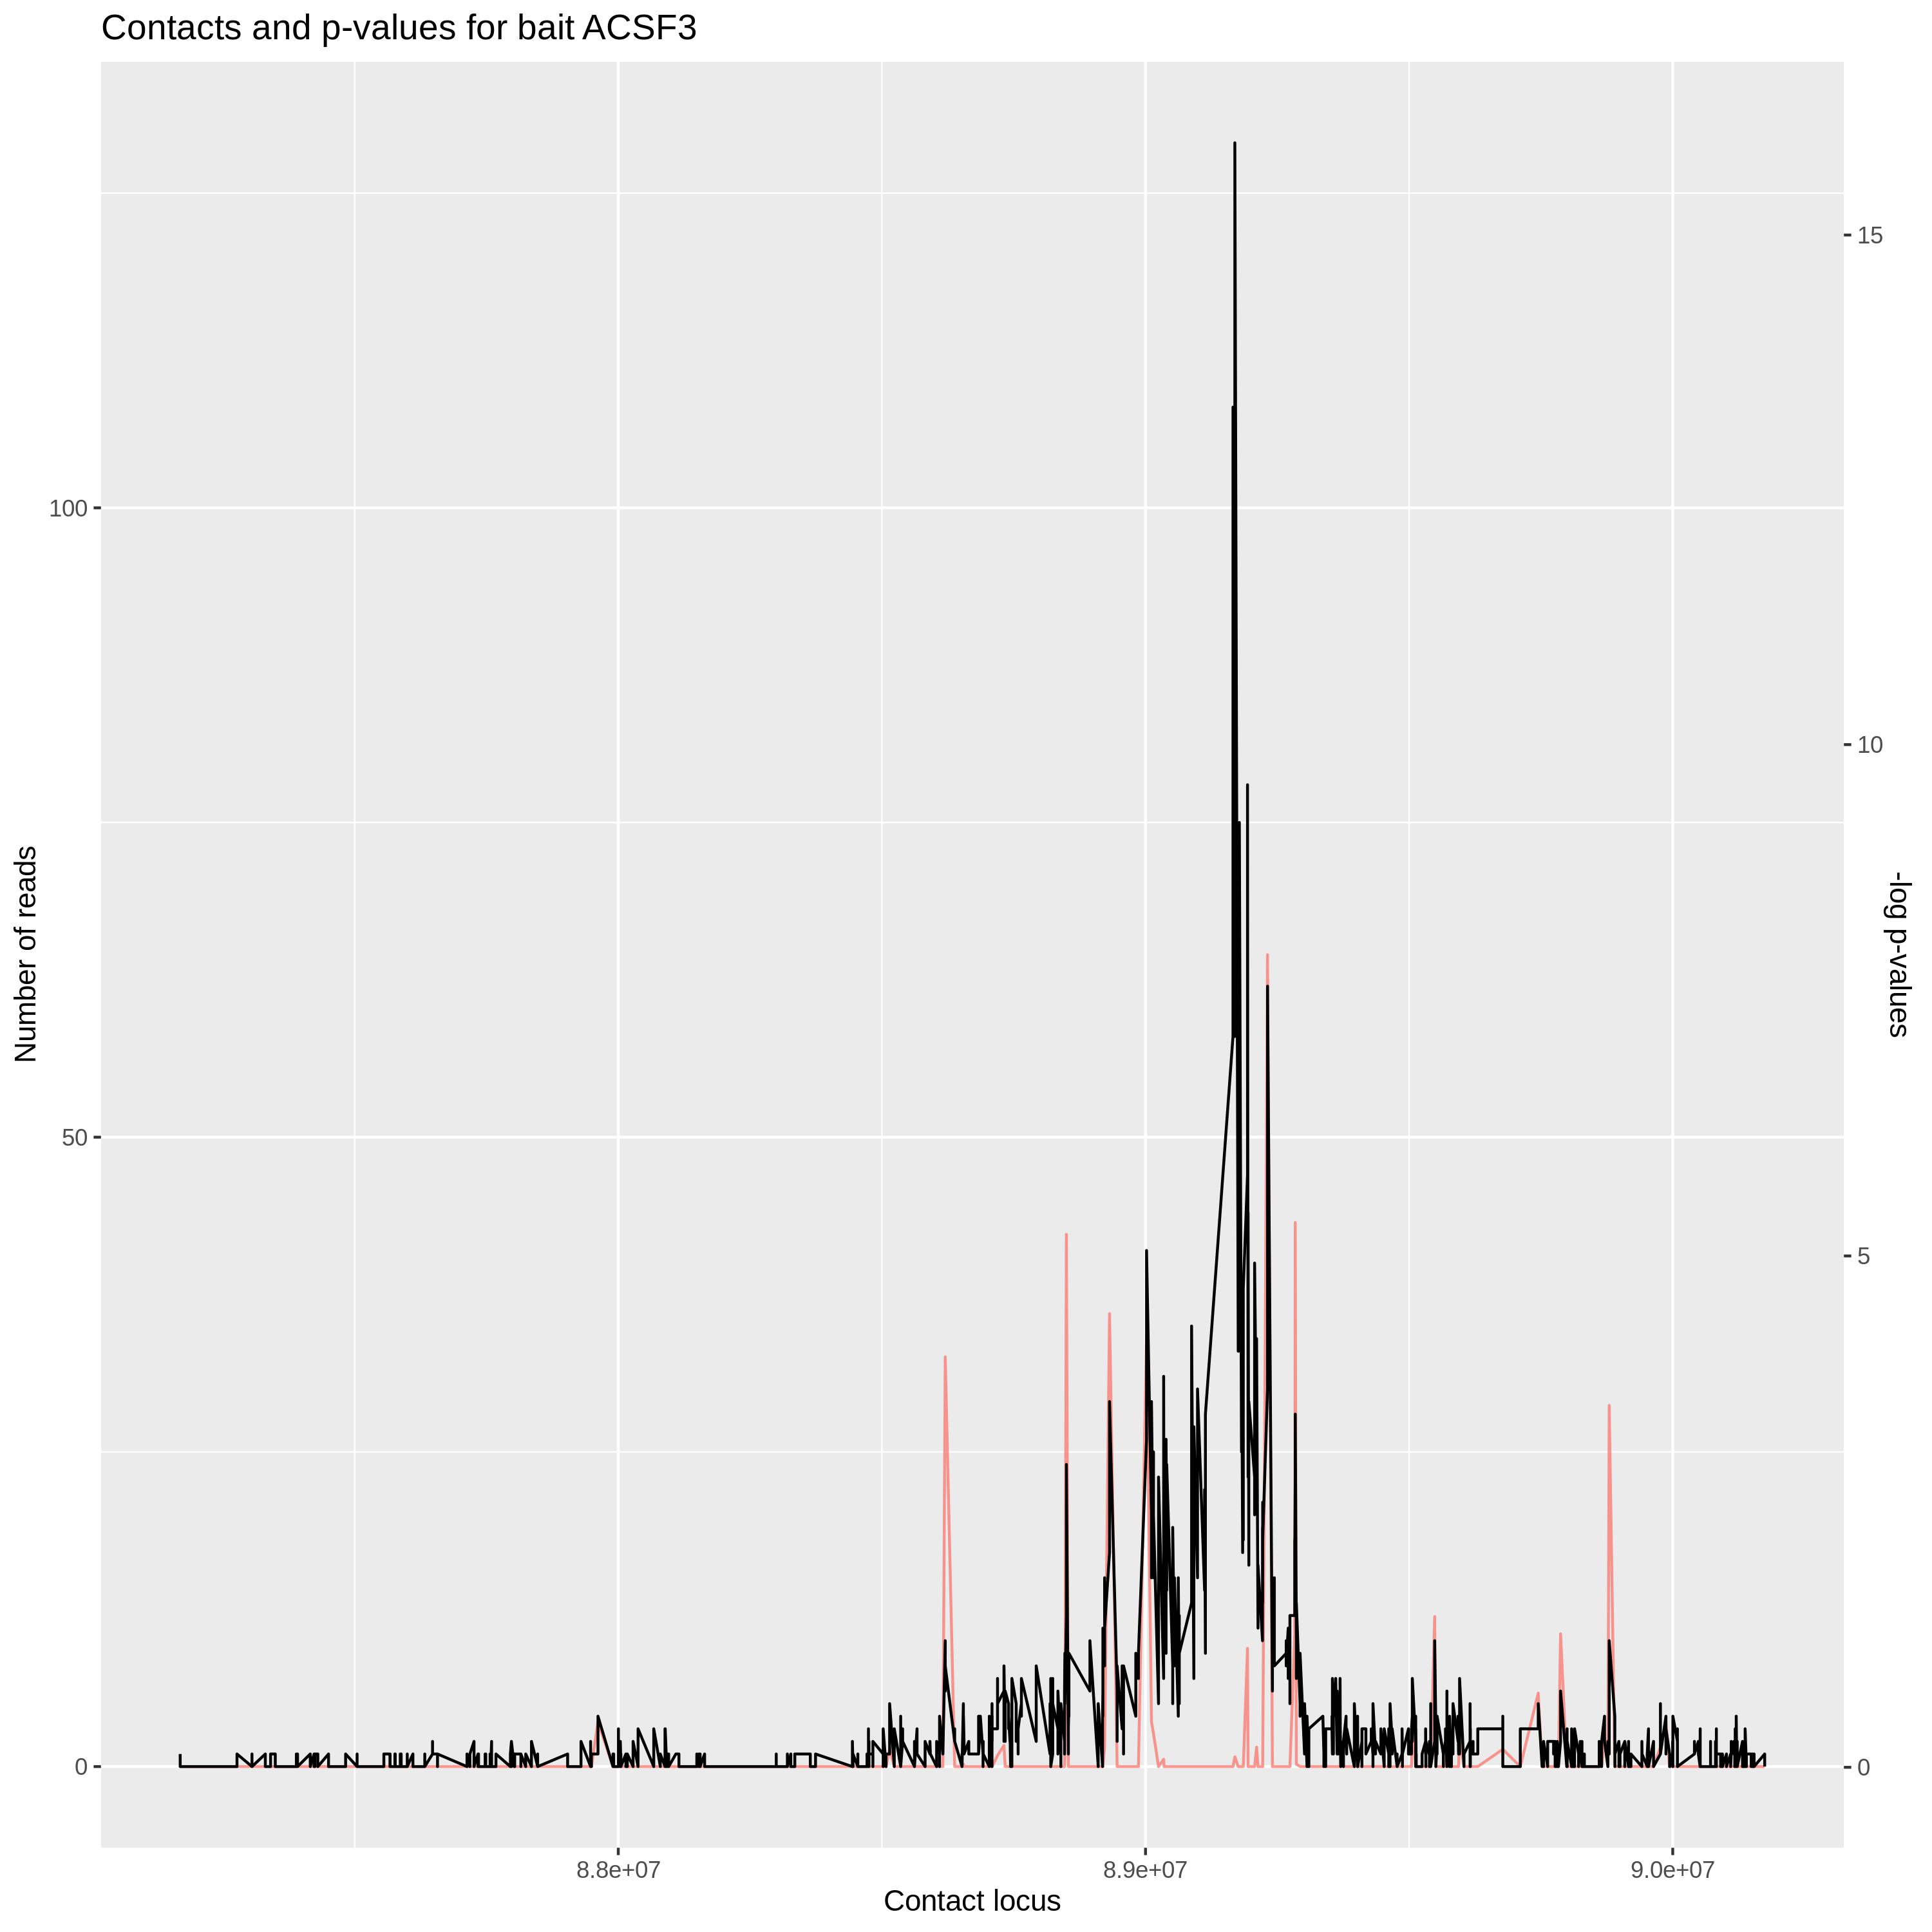 Contacts and p-values for bait ACSF3
Number of reads
100
50
0
15
10
5
0
-log p-values
8.8e+07
8.9e+07
9.0e+07
Contact locus